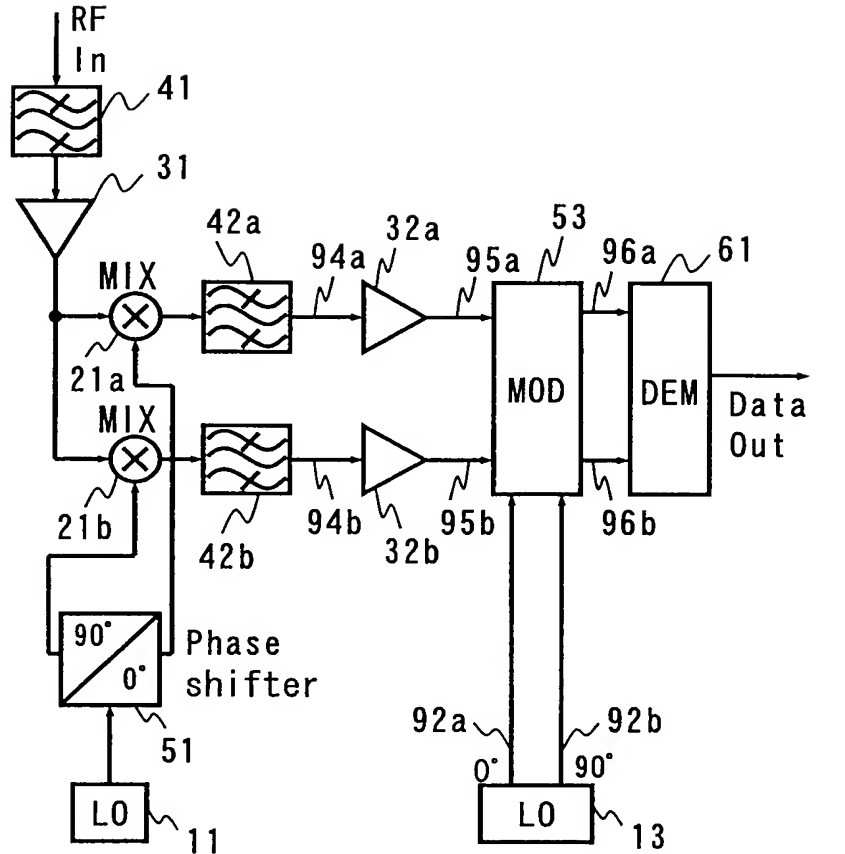 RF
In
41
31
42a
94a
32a
95a
53
96a
61
MIX
21a
MOD
DEM
Data
Out
MIX
21b
42b
94b
32b
95b
96b
90°
0°
Phase
shifter
51
92a
92b
0°
90°
LO
11
LO
13